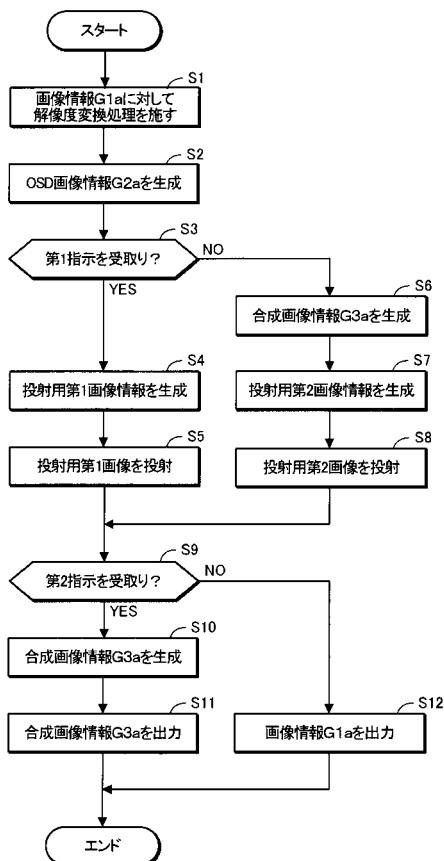 スタート
S1
画像情報G1aに対して
解像度変換処理を施す
S2
OSD画像情報G2aを生成
S3
第1指示を受取り？
NO
YES
S6
合成画像情報G3aを生成
S4
投射用第1画像情報を生成
S7
投射用第2画像情報を生成
S5
投射用第1画像を投射
S8
投射用第2画像を投射
S9
第2指示を受取り？
NO
YES
S10
合成画像情報G3aを生成
S11
合成画像情報G3aを出力
S12
画像情報G1aを出力
エンド